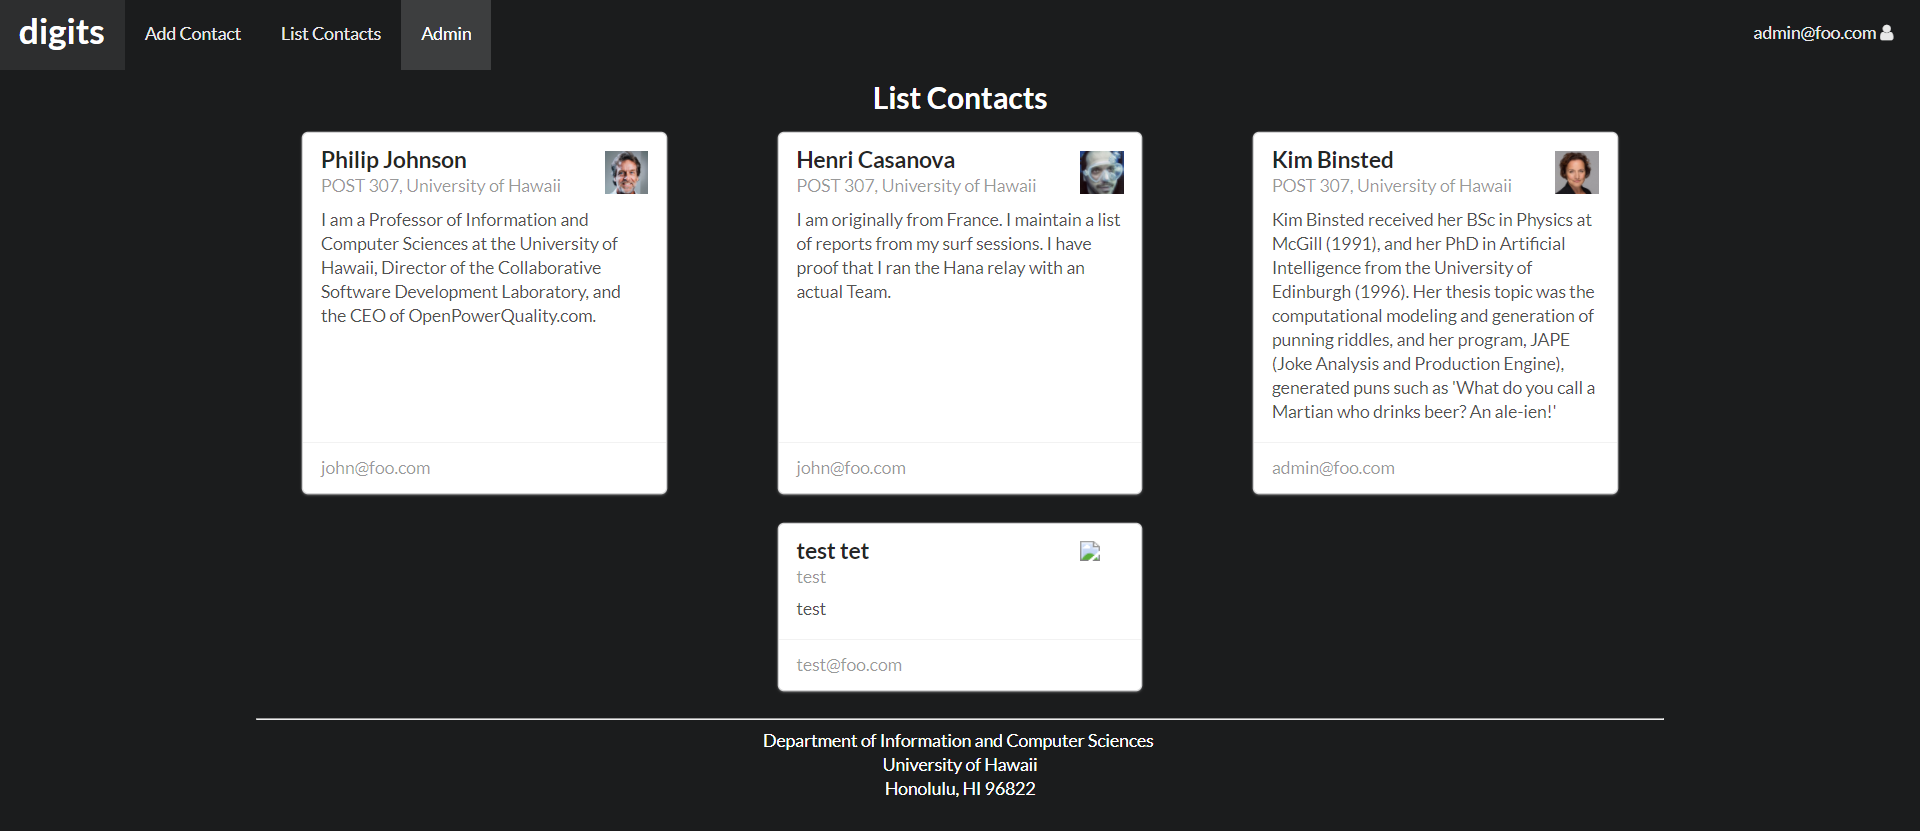 digits
Add Contact
List Contacts
Admin
admin@foo.com
List Contacts
Philip Johnson
POST 307, University of Hawaii
I am a Professor of Information and
Computer Sciences at the University of
Hawaii, Director of the Collaborative
Software Development Laboratory, and
the CEO of OpenPowerQuality.com.
john@foo.com
Henri Casanova
POST 307, University of Hawaii
I am originally from France. I maintain a list
of reports from my surf sessions. I have
proof that I ran the Hana relay with an
actual Team.
john@foo.com
Kim Binsted
POST 307, University of Hawaii
Kim Binsted received her BSc in Physics at
McGill (1991), and her PhD in Artificial
Intelligence from the University of
Edinburgh (1996). Her thesis topic was the
computational modeling and generation of
punning riddles, and her program, JAPE
(Joke Analysis and Production Engine),
generated puns such as 'What do you call a
Martian who drinks beer? An ale-ien!'
admin@foo.com
test tet
test
test
test@foo.com
Department of Information and Computer Sciences
University of Hawaii
Honolulu, HI 96822